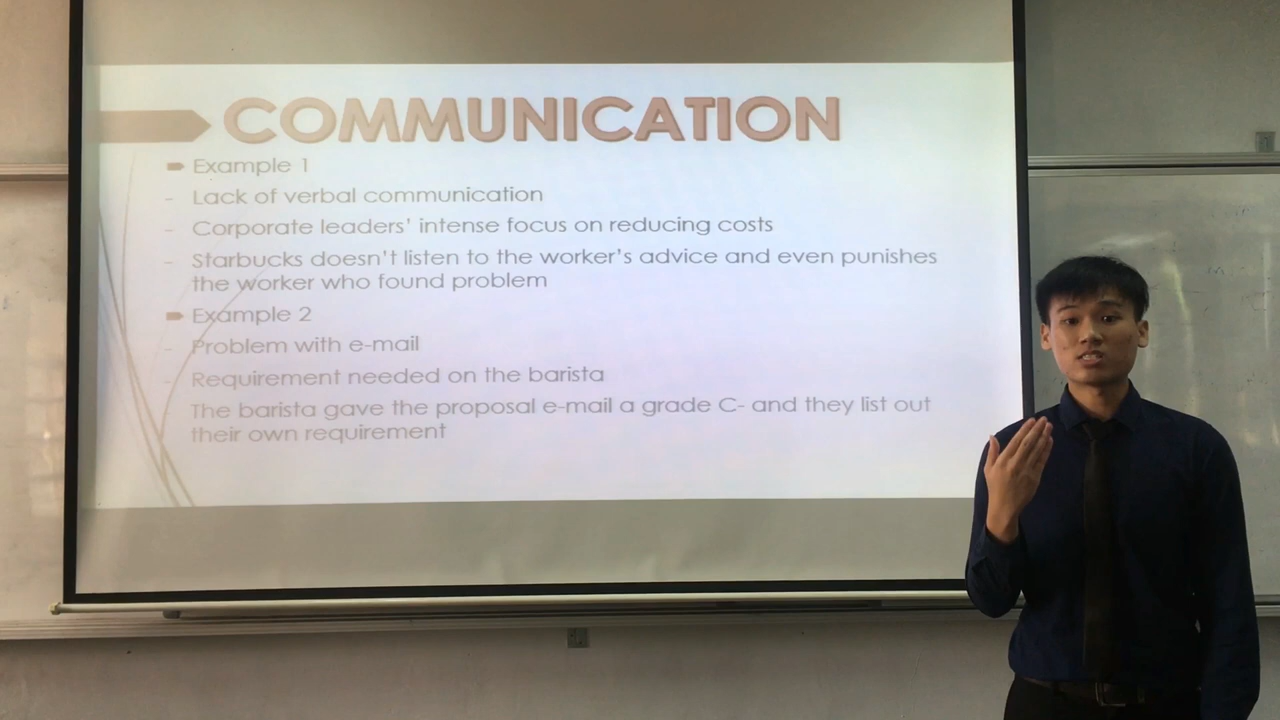 COMMUNICATION
Example 1
- Lack of verbal communication
- Corporate leaders' intense focus on reducing costs
- Starbucks doesn't listen to the worker's advice and even punishes
the worker who found problem
Example 2
- Problem with e-mail
- Requirement needed on the barista
- The barista gave the proposal e-mail a grade C- and they list out
their own requirement